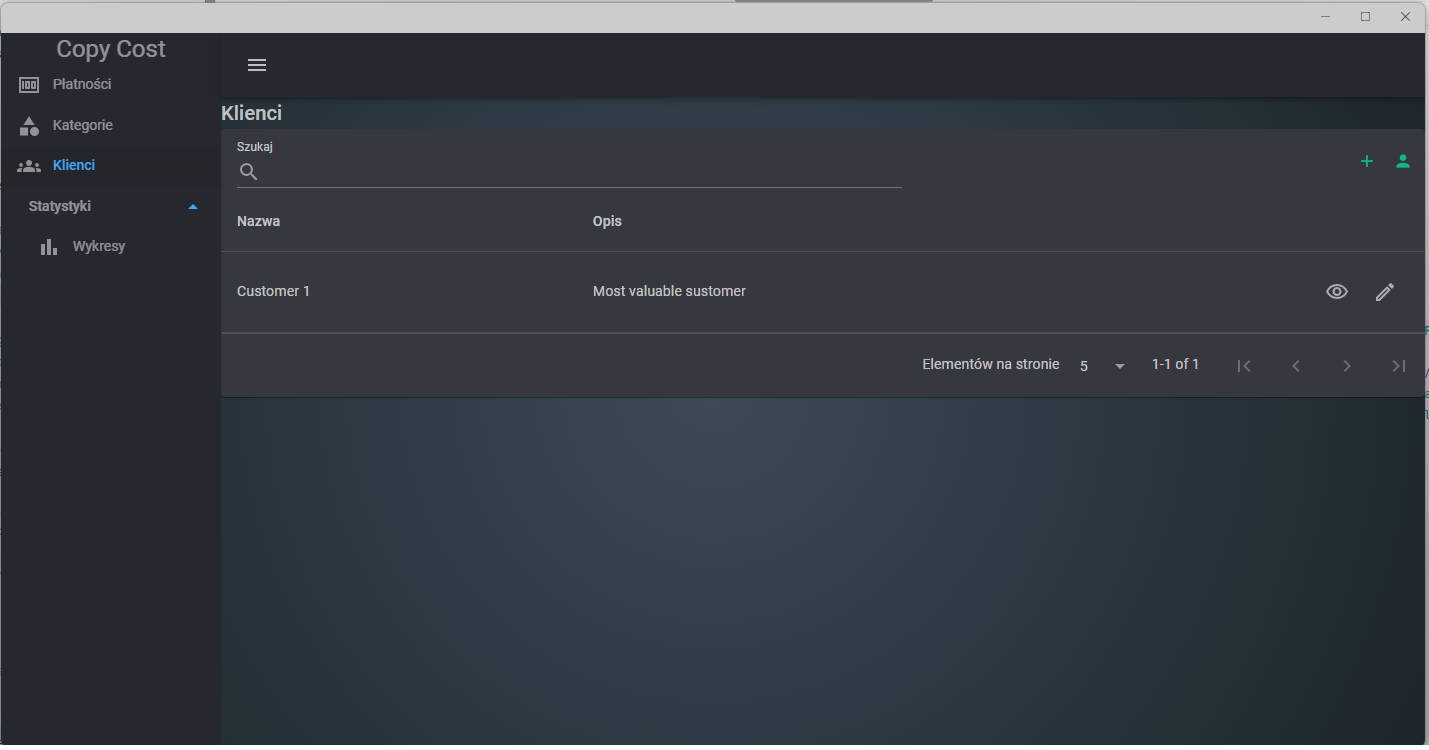 Copy Cost
Płatności
Kategorie
Klienci
Statystyki
Wykresy
Klienci
Szukaj
Nazwa Opis
Customer 1 Most valuable sustomer
Elementów na stronie 5 1-1 of 1